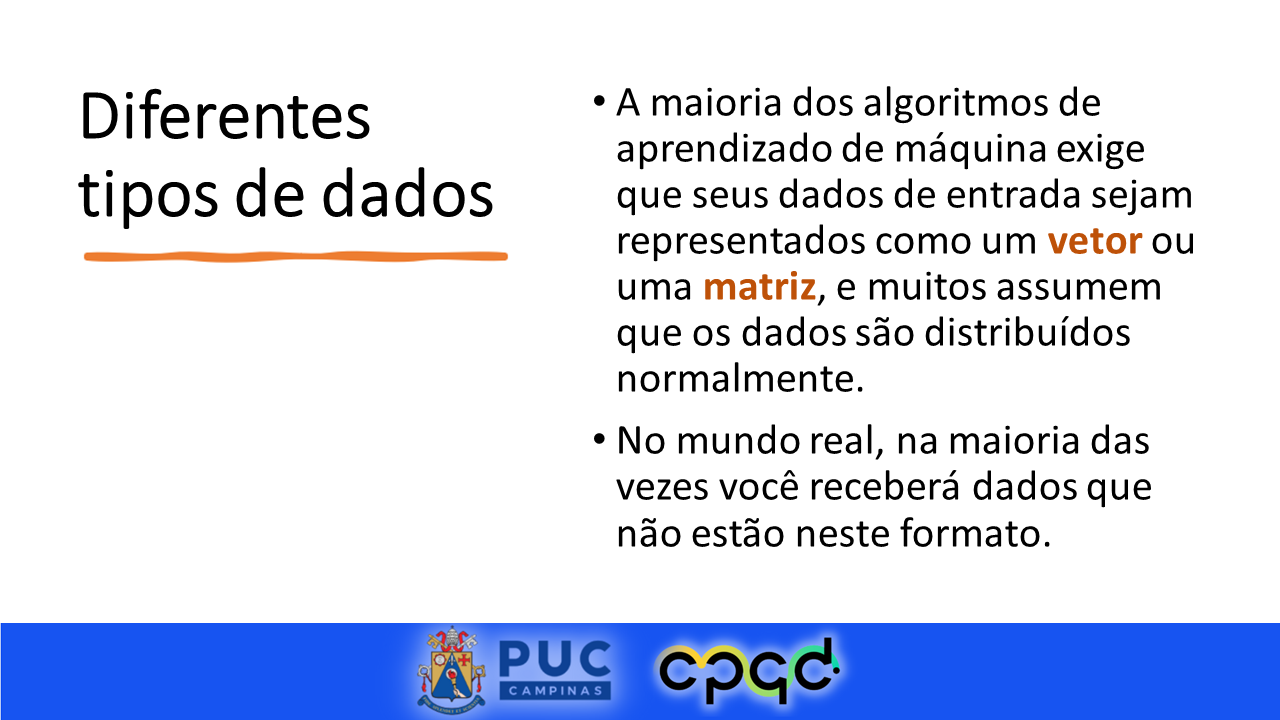 Diferentes
tipos de dados
• A maioria dos algoritmos de
aprendizado de máquina exige
que seus dados de entrada sejam
representados como um vetor ou
uma matriz, e muitos assumem
que os dados são distribuídos
normalmente.
• No mundo real, na maioria das
vezes você receberá dados que
não estão neste formato.
PUC
CAMPINAS
cpqd